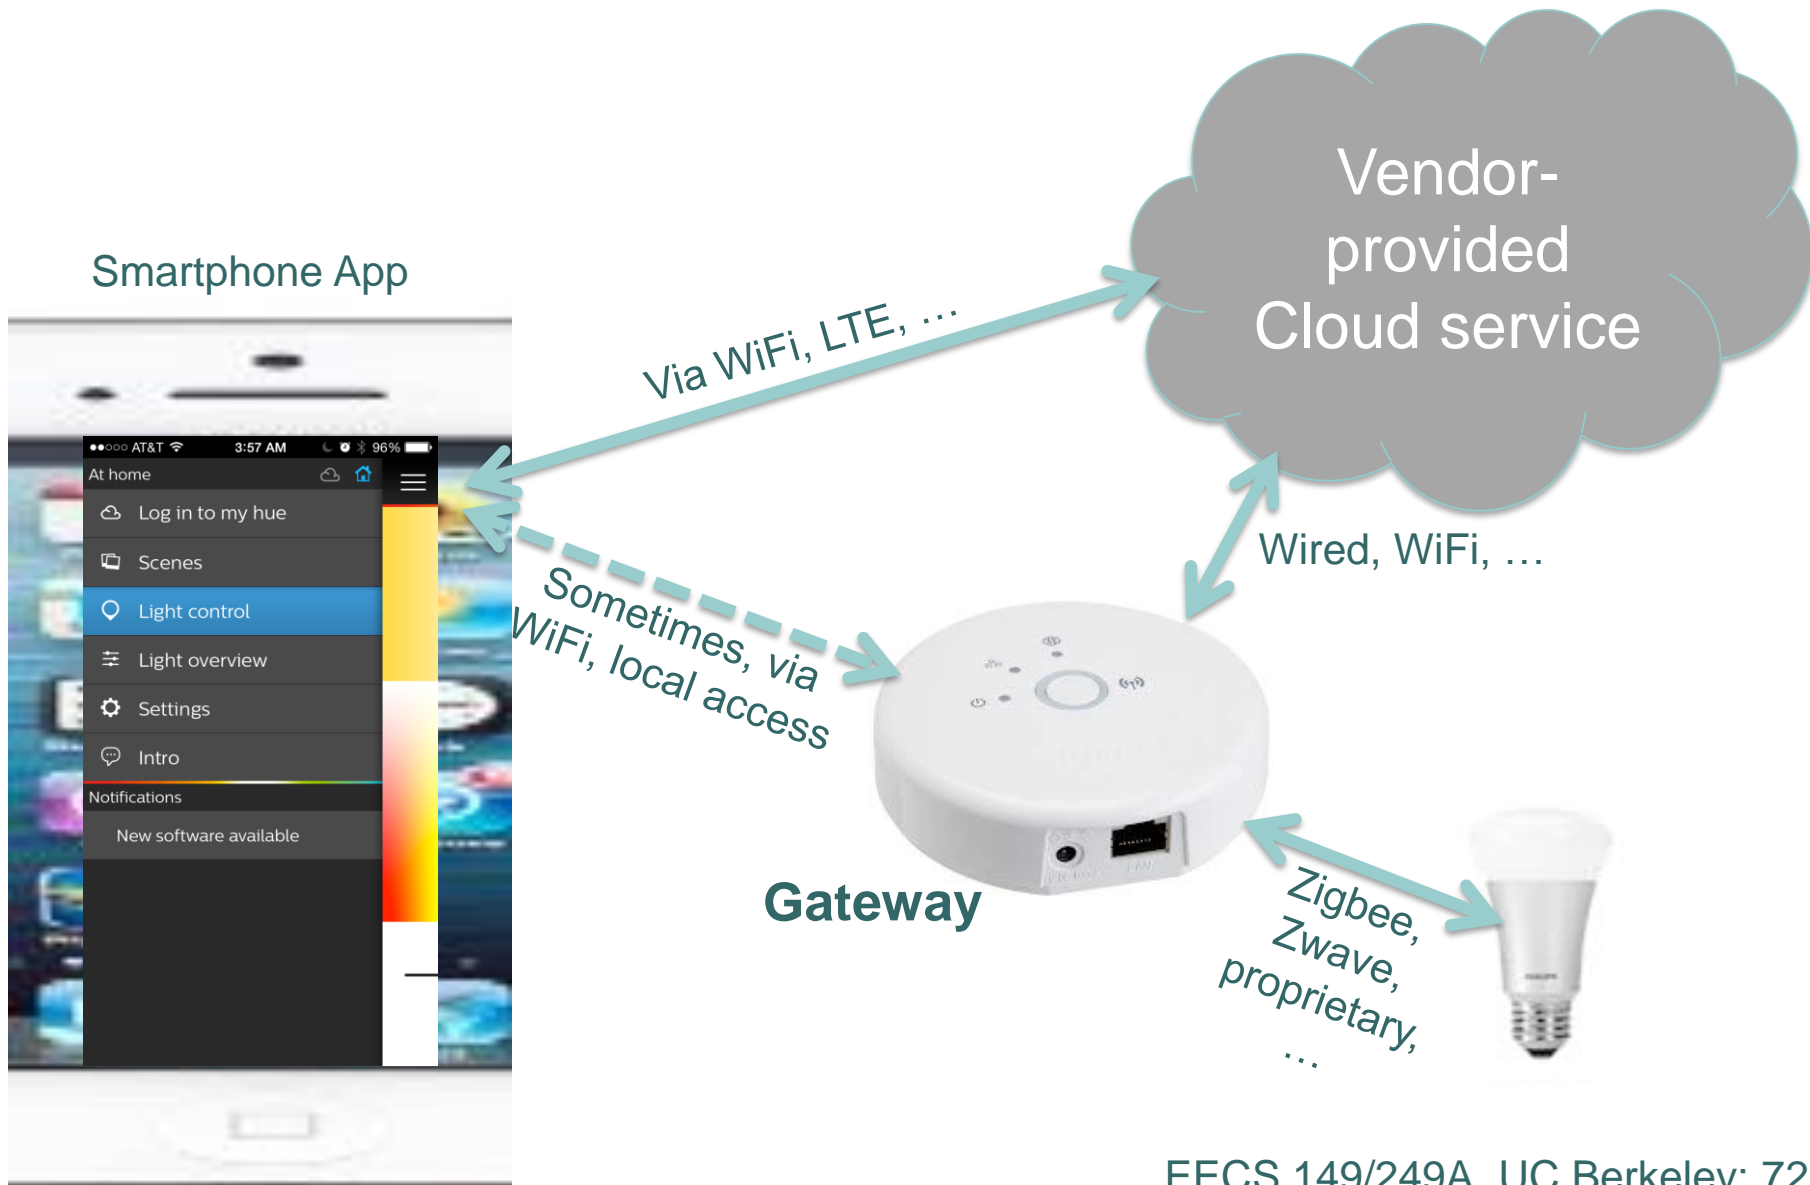 Vendor-
provided
Cloud service
Smartphone App
Via WiFi, LTE, …
AT&T 3:57 AM 96%
At home
Log in to my hue
Scenes
Light control
Light overview
Settings
Intro
Notifications
New software available
Sometimes, via
WiFi, local access
Wired, WiFi, …
Gateway
Zigbee,
Zwave,
proprietary,
…
EECS 149/249A, UC Berkeley: 72